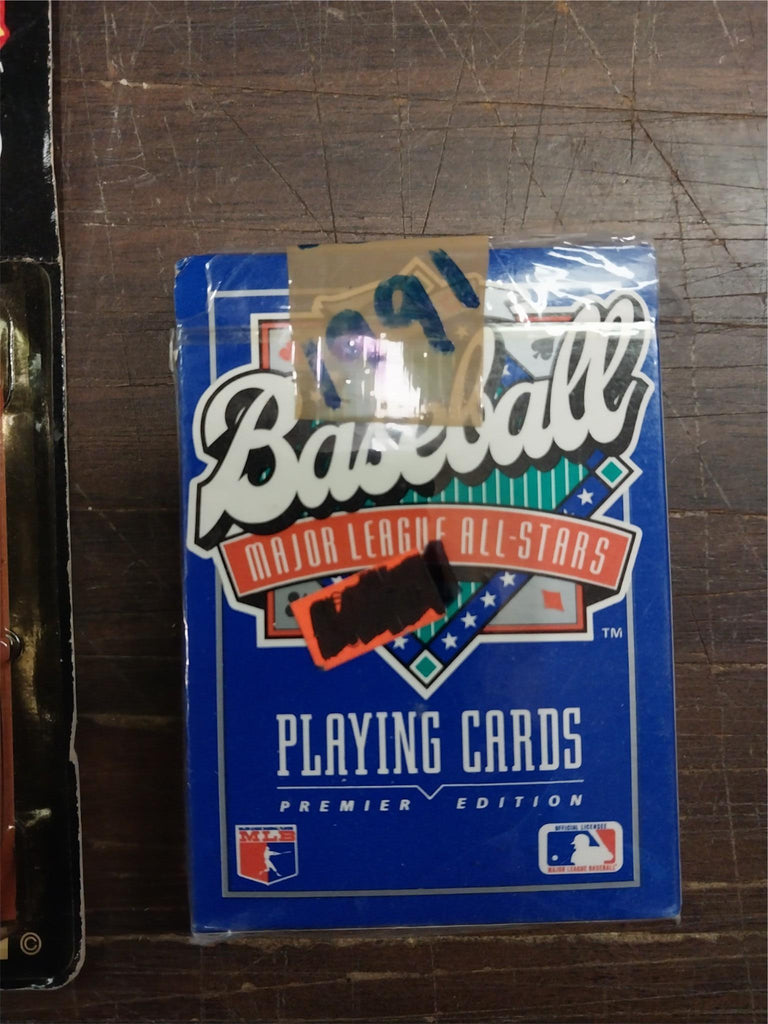 1991
Baseball
MAJOR LEAGUE ALL-STARS
TM
PLAYING CARDS
PREMIER EDITION
MLB
OFFICIAL LICENSEE
MAJOR LEAGUE BASEBALL
©